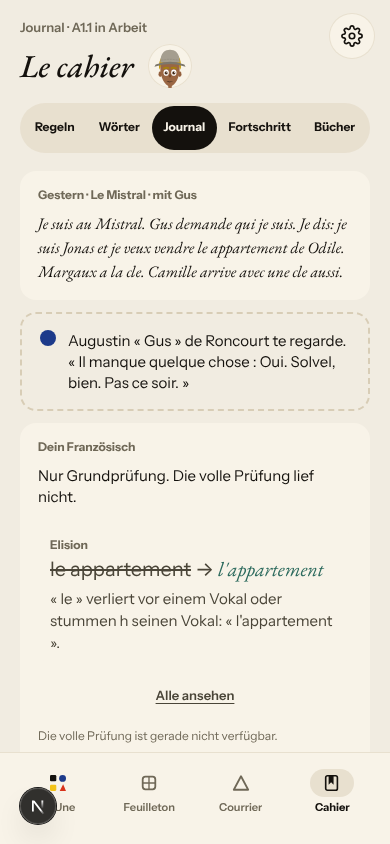 Journal · A1.1 in Arbeit
Le cahier
Regeln Wörter Journal Fortschritt Bücher
Gestern · Le Mistral · mit Gus
Je suis au Mistral. Gus demande qui je suis. Je dis: je
suis Jonas et je veux vendre le appartement de Odile.
Margaux a la de. Camille arrive avec une de aussi.
Augustin « Gus » de Roncourt te regarde.
« Il manque quelque chose : Oui. Solvel,
bien. Pas ce soir. »
Dein Französisch
Nur Grundprüfung. Die volle Prüfung lief
nicht.
Elision
le appartement → l'appartement
« le » verliert vor einem Vokal oder
stummen h seinen Vokal: « l'appartement
».
Alle ansehen
Die volle Prüfung ist gerade nicht verfügbar.
N
Une Feuilleton Courrier Cahier